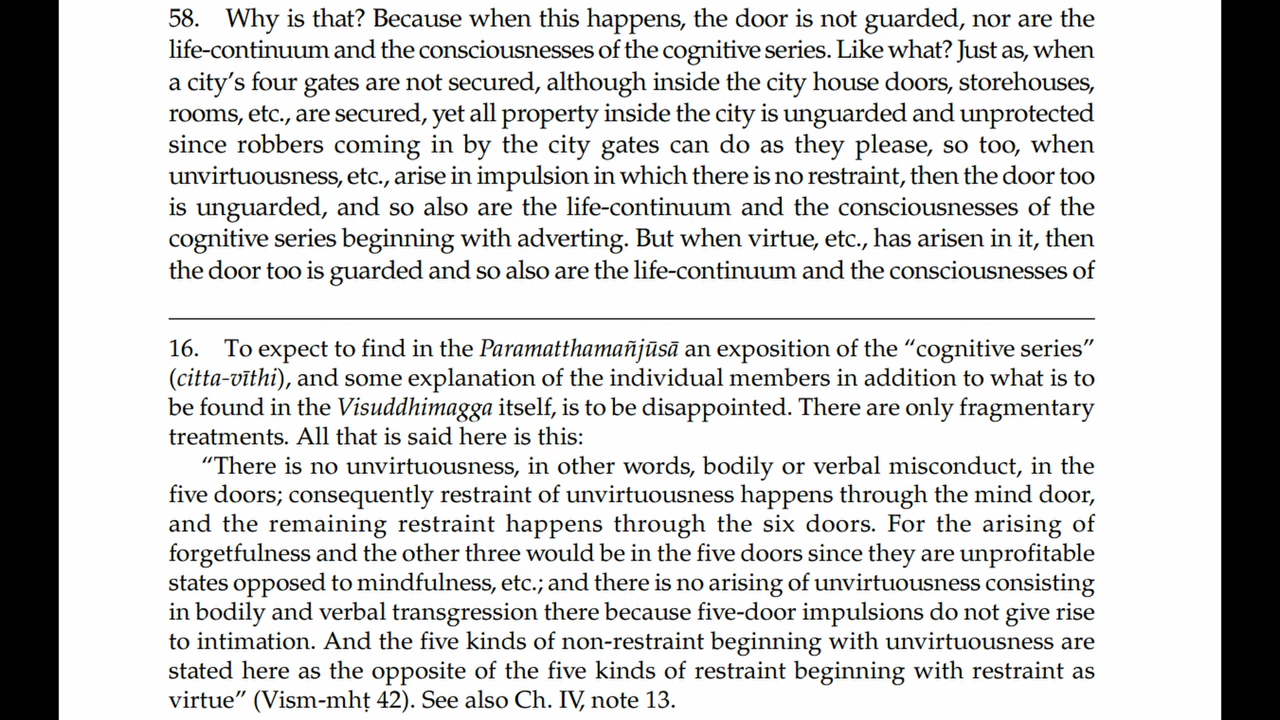 58. Why is that? Because when this happens, the door is not guarded, nor are the
life-continuum and the consciousnesses of the cognitive series. Like what? Just as, when
a city’s four gates are not secured, although inside the city house doors, storehouses,
rooms, etc., are secured, yet all property inside the city is unguarded and unprotected
since robbers coming in by the city gates can do as they please, so too, when
unvirtuousness, etc., arise in impulsion in which there is no restraint, then the door too
is unguarded, and so also are the life-continuum and the consciousnesses of the
cognitive series beginning with adverting. But when virtue, etc., has arisen in it, then
the door too is guarded and so also are the life-continuum and the consciousnesses of
16. To expect to find in the Paramatthamañjūsā an exposition of the “cognitive series”
(citta-vīthi), and some explanation of the individual members in addition to what is to
be found in the Visuddhimagga itself, is to be disappointed. There are only fragmentary
treatments. All that is said here is this:
“There is no unvirtuousness, in other words, bodily or verbal misconduct, in the
five doors; consequently restraint of unvirtuousness happens through the mind door,
and the remaining restraint happens through the six doors. For the arising of
forgetfulness and the other three would be in the five doors since they are unprofitable
states opposed to mindfulness, etc.; and there is no arising of unvirtuousness consisting
in bodily and verbal transgression there because five-door impulsions do not give rise
to intimation. And the five kinds of non-restraint beginning with unvirtuousness are
stated here as the opposite of the five kinds of restraint beginning with restraint as
virtue” (Vism-mhṭ 42). See also Ch. IV, note 13.